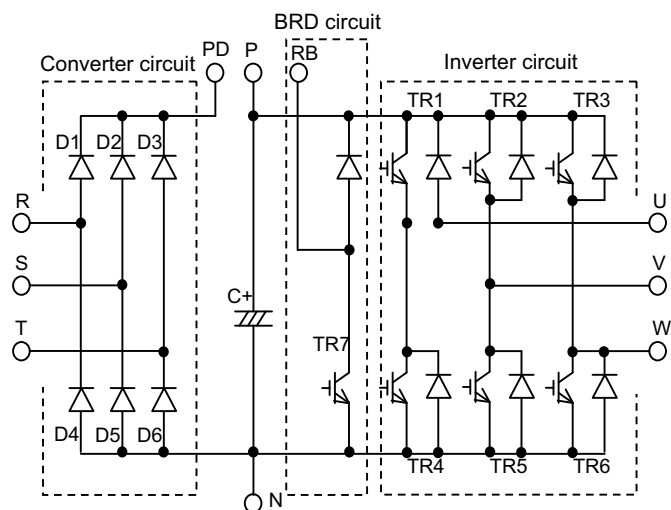 BRD circuit
PD P RB
Converter circuit Inverter circuit
TR1 TR2 TR3
D1 D2 D3
R U
S V
C+
T W
TR7
D4 D5 D6
TR4 TR5 TR6
N